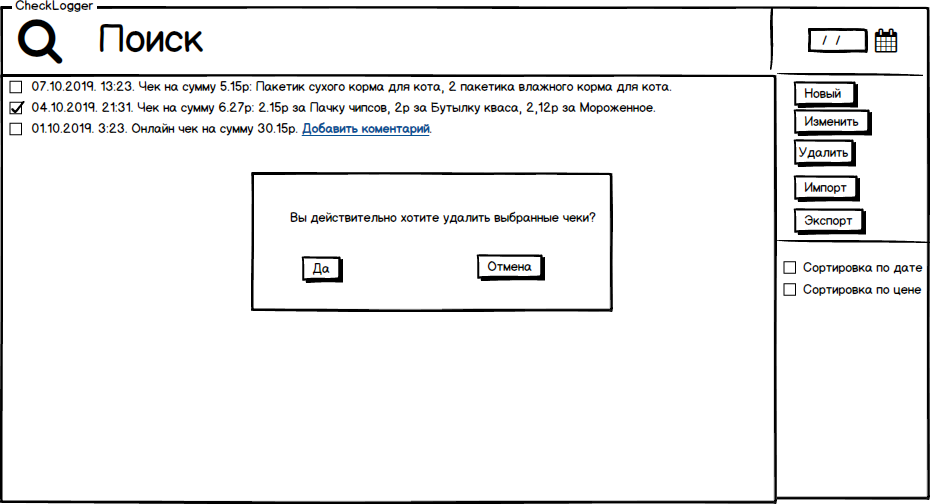 CheckLogger
Поиск
/ /
07.10.2019. 13:23. Чек на сумму 5.15р: Пакетик сухого корма для кота, 2 пакетика влажного корма для кота.
04.10.2019. 21:31. Чек на сумму 6.27р: 2.15р за Пачку чипсов, 2р за Бутылку кваса, 2,12р за Мороженное.
01.10.2019. 3:23. Онлайн чек на сумму 30.15р. Добавить коментарий.
Вы действительно хотите удалить выбранные чеки?
Да
Отмена
Новый
Изменить
Удалить
Импорт
Экспорт
Сортировка по дате
Сортировка по цене